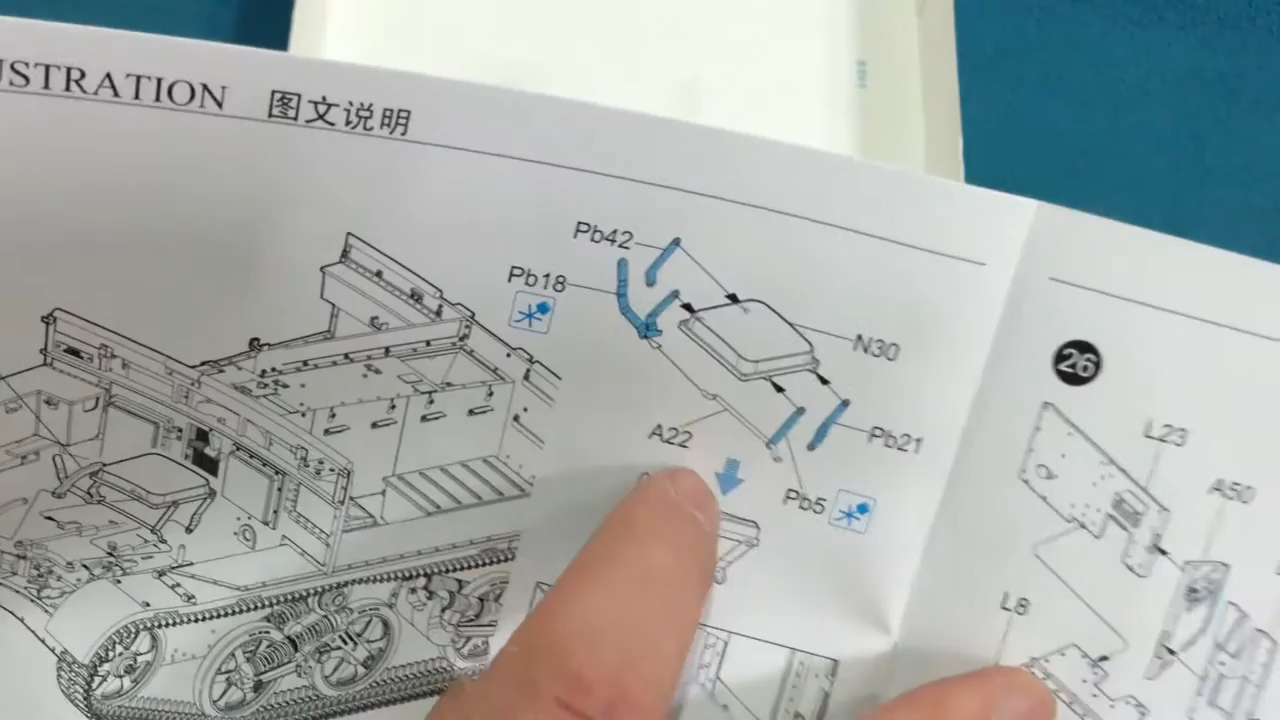 USTRATION 图文说明
Pb42
Pb18
N30
A22
Pb21
Pb5
26
L23
A50
L8